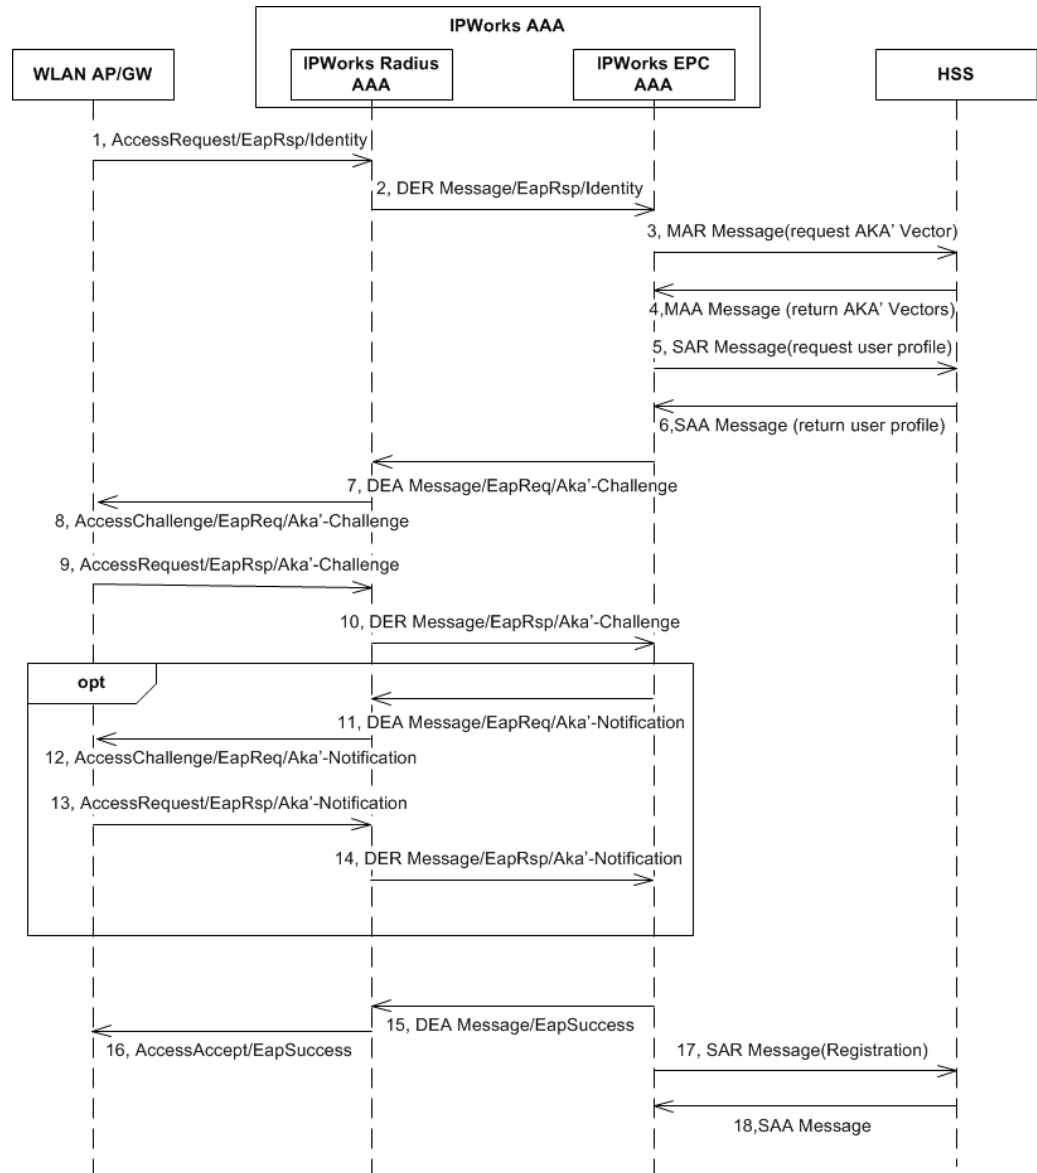 IPWorks AAA
WLAN AP/GW
IPWorks Radius
AAA
IPWorks EPC
AAA
HSS
1, AccessRequest/EapRsp/Identity
2, DER Message/EapRsp/Identity
3, MAR Message(request AKA' Vector)
4,MAA Message (return AKA' Vectors)
5, SAR Message(request user profile)
6,SAA Message (return user profile)
7, DEA Message/EapReq/Aka'-Challenge
8, AccessChallenge/EapReq/Aka'-Challenge
9, AccessRequest/EapRsp/Aka'-Challenge
10, DER Message/EapRsp/Aka'-Challenge
opt
11, DEA Message/EapReq/Aka'-Notification
12, AccessChallenge/EapReq/Aka'-Notification
13, AccessRequest/EapRsp/Aka'-Notification
14, DER Message/EapRsp/Aka'-Notification
15, DEA Message/EapSuccess
16, AccessAccept/EapSuccess
17, SAR Message(Registration)
18,SAA Message